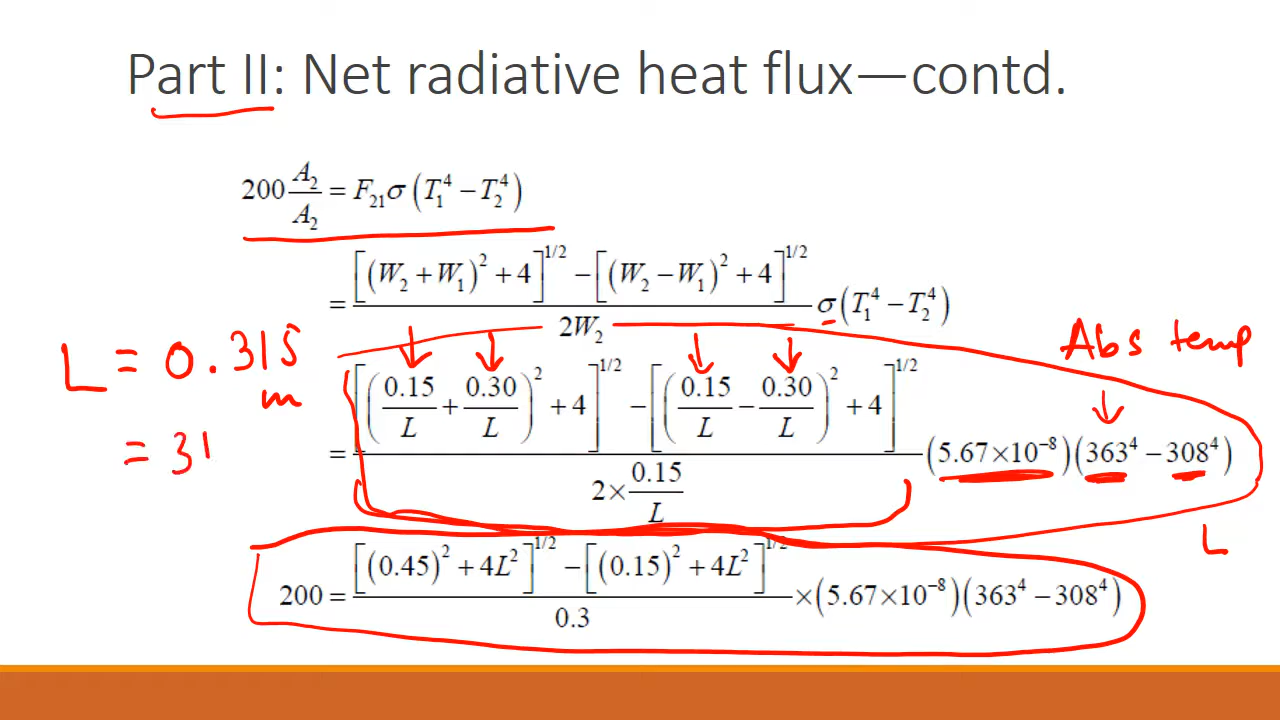 Part II: Net radiative heat flux—contd.
200 A₂/A₂ = F₂₁σ(T₁⁴ − T₂⁴)
= {[(W₂ + W₁)² + 4]^1/2 − [(W₂ − W₁)² + 4]^1/2} / 2W₂ σ(T₁⁴ − T₂⁴)
L = 0.315 m
Abs temp
= {[(0.15/L + 0.30/L)² + 4]^1/2 − [(0.15/L − 0.30/L)² + 4]^1/2} / (2 × 0.15/L) (5.67×10⁻⁸)(363⁴ − 308⁴)
= 31
L
200 = {[(0.45)² + 4L²]^1/2 − [(0.15)² + 4L²]^1/2} / 0.3 ×(5.67×10⁻⁸)(363⁴ − 308⁴)